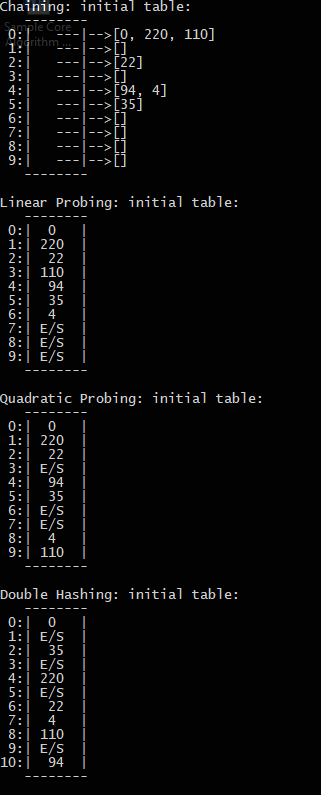 Chaining: initial table:
Sample Core
Algorithm ...
   --------
 0:|   ---|-->[0, 220, 110]
 1:|   ---|-->[]
 2:|   ---|-->[22]
 3:|   ---|-->[]
 4:|   ---|-->[94, 4]
 5:|   ---|-->[35]
 6:|   ---|-->[]
 7:|   ---|-->[]
 8:|   ---|-->[]
 9:|   ---|-->[]
   --------
Linear Probing: initial table:
   --------
 0:|  0   |
 1:| 220  |
 2:|  22  |
 3:| 110  |
 4:|  94  |
 5:|  35  |
 6:|  4   |
 7:| E/S  |
 8:| E/S  |
 9:| E/S  |
   --------
Quadratic Probing: initial table:
   --------
 0:|  0   |
 1:| 220  |
 2:|  22  |
 3:| E/S  |
 4:|  94  |
 5:|  35  |
 6:| E/S  |
 7:| E/S  |
 8:|  4   |
 9:| 110  |
   --------
Double Hashing: initial table:
   --------
 0:|  0   |
 1:| E/S  |
 2:|  35  |
 3:| E/S  |
 4:| 220  |
 5:| E/S  |
 6:|  22  |
 7:|  4   |
 8:| 110  |
 9:| E/S  |
10:|  94  |
   --------